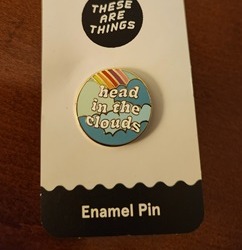 THESE
ARE
THINGS
head
in the
clouds
Enamel Pin